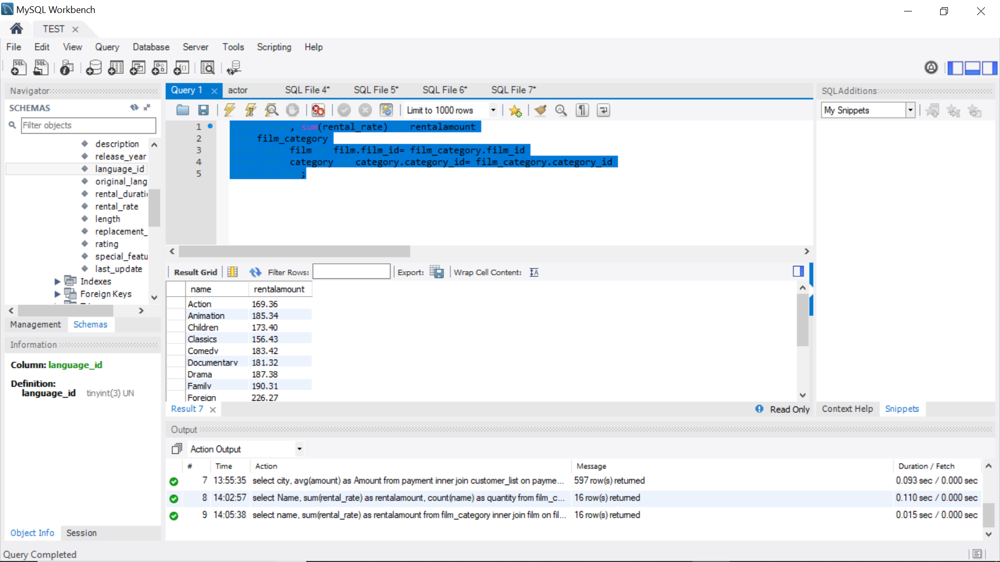 MySQL Workbench
TEST
File Edit View Query Database Server Tools Scripting Help
Navigator
SCHEMAS
Filter objects
description
release_year
language_id
original_lang
rental_durati
rental_rate
length
replacement_
rating
special_featu
last_update
Indexes
Foreign Keys
Management Schemas
Information
Column: language_id
Definition:
language_id tinyint(3) UN
Object Info Session
Query 1 actor SQL File 4* SQL File 5* SQL File 6* SQL File 7*
Limit to 1000 rows
1 , sum(rental_rate) rentalamount
2 film_category
3 film film.film_id= film_category.film_id
4 category category.category_id= film_category.category_id
5 ;
Result Grid Filter Rows: Export: Wrap Cell Content:
name rentalamount
Action 169.36
Animation 185.34
Children 173.40
Classics 156.43
Comedy 183.42
Documentary 181.32
Drama 187.38
Family 190.31
Foreign 226.27
Result 7 Read Only
SQLAdditions
My Snippets
Context Help Snippets
Output
Action Output
# Time Action Message Duration / Fetch
7 13:55:35 select city, avg(amount) as Amount from payment inner join customer_list on payme... 597 row(s) returned 0.093 sec / 0.000 sec
8 14:02:57 select Name, sum(rental_rate) as rentalamount, count(name) as quantity from film_c... 16 row(s) returned 0.110 sec / 0.000 sec
9 14:05:38 select name, sum(rental_rate) as rentalamount from film_category inner join film on fil... 16 row(s) returned 0.015 sec / 0.000 sec
Query Completed